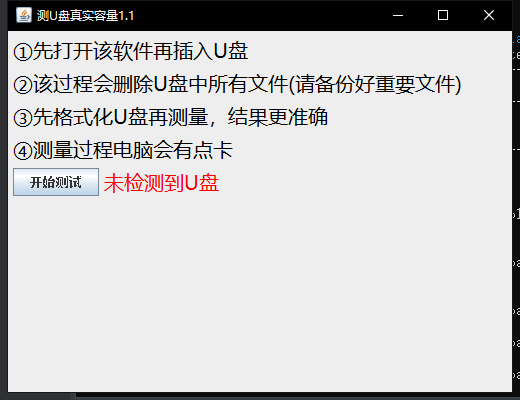 测U盘真实容量1.1
①先打开该软件再插入U盘
②该过程会删除U盘中所有文件(请备份好重要文件)
③先格式化U盘再测量，结果更准确
④测量过程电脑会有点卡
开始测试 未检测到U盘